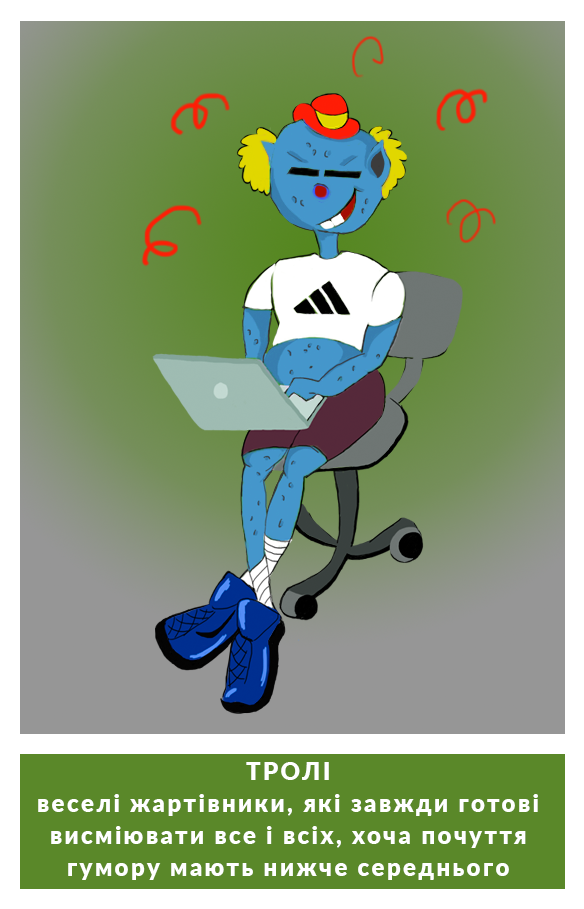 ТРОЛІ
веселі жартівники, які завжди готові
висміювати все і всіх, хоча почуття
гумору мають нижче середнього